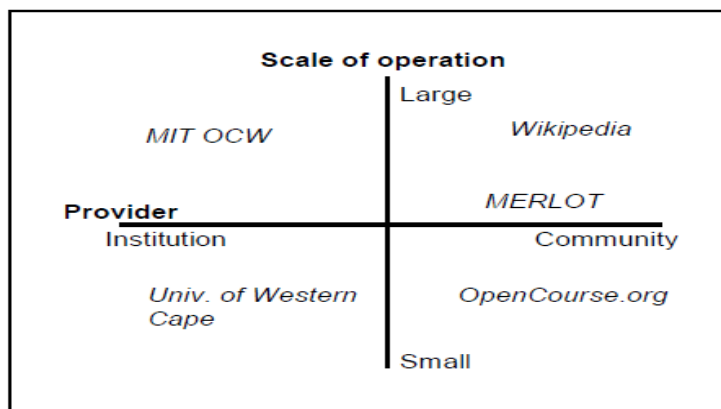 Scale of operation
Large
MIT OCW
Wikipedia
MERLOT
Provider
Institution
Community
Univ. of Western
Cape
OpenCourse.org
Small